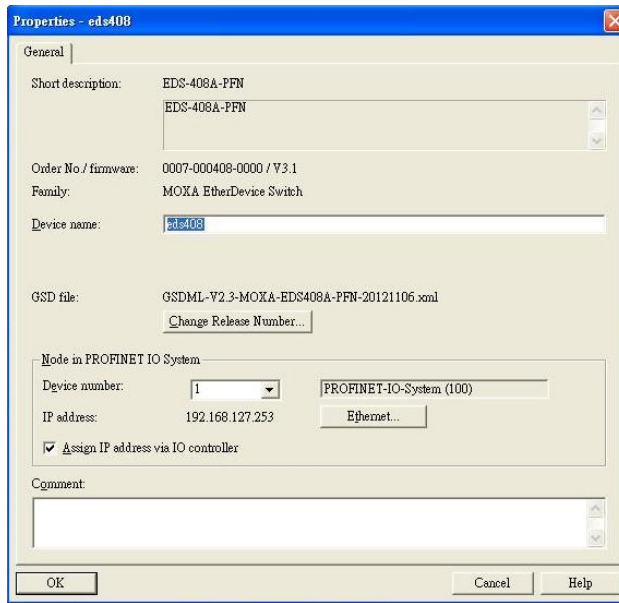 Properties - eds408
General
Short description: EDS-408A-PFN
EDS-408A-PFN
Order No./ firmware: 0007-000408-0000 / V3.1
Family: MOXA EtherDevice Switch
Device name: eds408
GSD file: GSDML-V2.3-MOXA-EDS408A-PFN-20121106.xml
Change Release Number...
Node in PROFINET IO System
Device number: 1 PROFINET-IO-System (100)
IP address: 192.168.127.253 Ethernet...
Assign IP address via IO controller
Comment:
OK Cancel Help